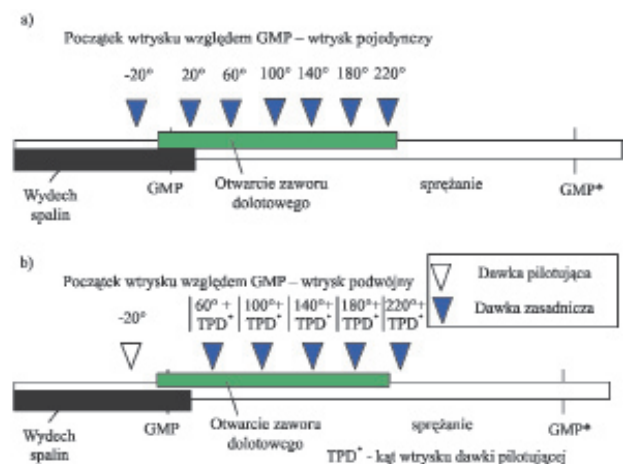 a)
Początek wtrysku względem GMP – wtrysk pojedynczy
-20° 20° 60° 100° 140° 180° 220°
Wydech spalin
GMP
Otwarcie zaworu dolotowego
sprężanie
GMP*
b)
Dawka pilotująca
Dawka zasadnicza
Początek wtrysku względem GMP – wtrysk podwójny
-20°
60° + TPD+
100°+ TPD+
140°+ TPD+
180°+ TPD+
220°+ TPD+
Wydech spalin
GMP
Otwarcie zaworu dolotowego
sprężanie
GMP*
TPD+ - kąt wtrysku dawki pilotującej